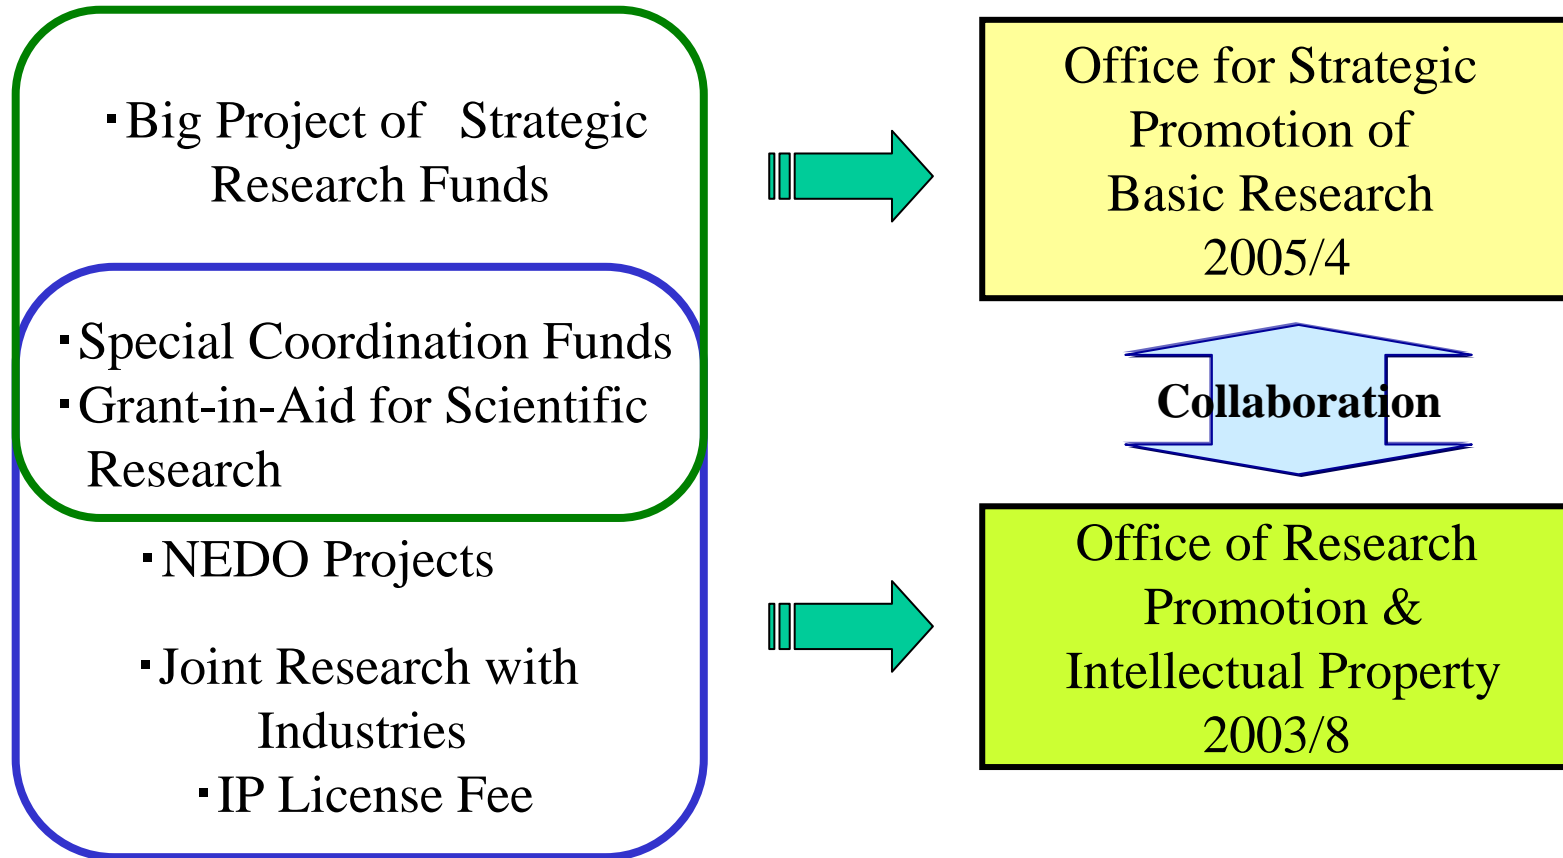 ･Big Project of Strategic
Research Funds
･Special Coordination Funds
･Grant-in-Aid for Scientific
Research
･NEDO Projects
･Joint Research with
Industries
･IP License Fee
Office for Strategic
Promotion of
Basic Research
2005/4
Collaboration
Office of Research
Promotion &
Intellectual Property
2003/8